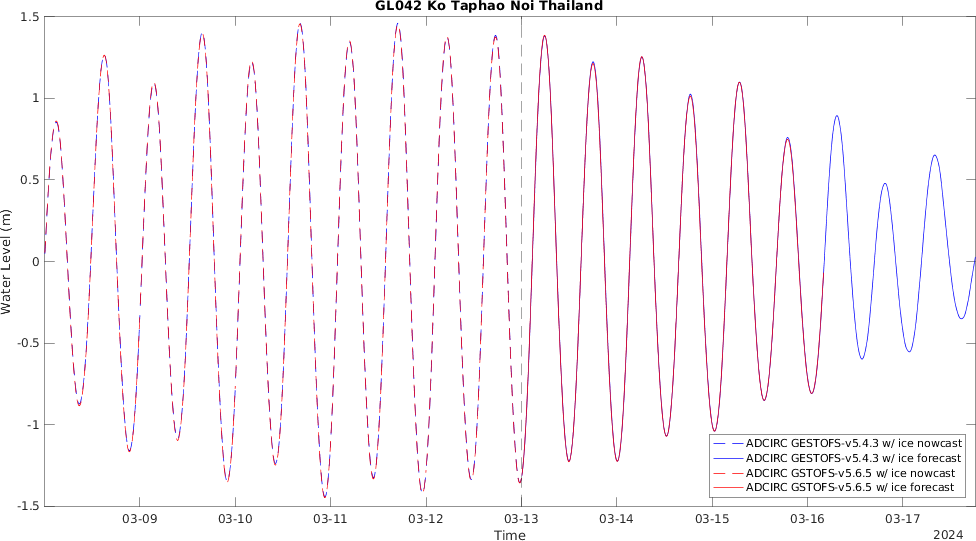 GL042 Ko Taphao Noi Thailand
1.5
1
0.5
0
-0.5
-1
-1.5
Water Level (m)
03-09
03-10
03-11
03-12
03-13
03-14
03-15
03-16
03-17
Time
2024
ADCIRC GESTOFS-v5.4.3 w/ ice nowcast
ADCIRC GESTOFS-v5.4.3 w/ ice forecast
ADCIRC GSTOFS-v5.6.5 w/ ice nowcast
ADCIRC GSTOFS-v5.6.5 w/ ice forecast